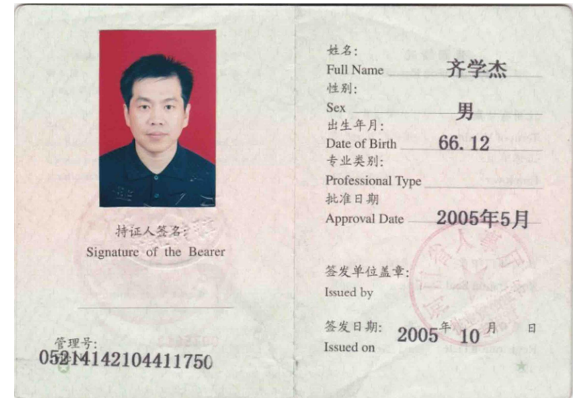 持证人签名:
Signature of the Bearer
管理号:
05214142104411750
姓名:
Full Name 齐学杰
性别:
Sex 男
出生年月:
Date of Birth 66.12
专业类别:
Professional Type
批准日期
Approval Date 2005年5月
签发单位盖章:
Issued by
签发日期: 2005年10月 日
Issued on